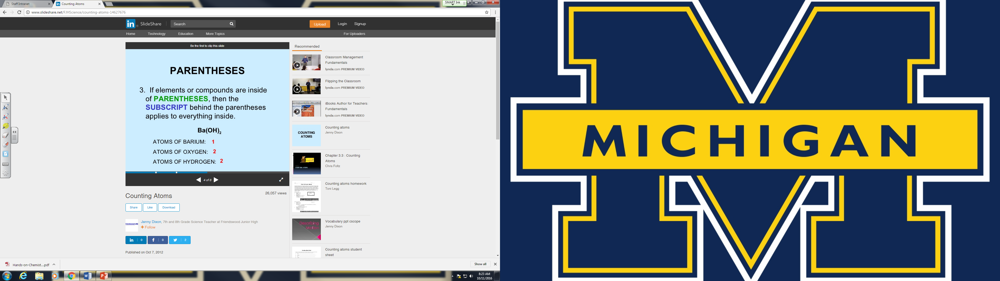 Staff Intranet
Counting Atoms
SMART Ink
www.slideshare.net/FJHScience/counting-atoms-14627676
in SlideShare
Search
Upload
Login
Signup
Home
Technology
Education
More Topics
For Uploaders
Be the first to clip this slide
PARENTHESES
3. If elements or compounds are inside
of PARENTHESES, then the
SUBSCRIPT behind the parentheses
applies to everything inside.
Ba(OH)₂
ATOMS OF BARIUM: 1
ATOMS OF OXYGEN: 2
ATOMS OF HYDROGEN: 2
4 of 8
Counting Atoms
26,057 views
Share
Like
Download
Jenny Dixon, 7th and 8th Grade Science Teacher at Friendswood Junior High
+ Follow
in 0
f 0
2
Published on Oct 7, 2012
Recommended
Classroom Management
Fundamentals
lynda.com PREMIUM VIDEO
Flipping the Classroom
lynda.com PREMIUM VIDEO
iBooks Author for Teachers:
Fundamentals
lynda.com PREMIUM VIDEO
Geology
COUNTING
ATOMS
Counting atoms
Jenny Dixon
COUNTING ATOMS
Chapter 3.3 : Counting
Atoms
Chris Foltz
Counting atoms homework
Toni Legg
Vocabulary ppt cscope
Jenny Dixon
Counting atoms student
sheet
Hands-on-Chemist....pdf
Show all
8:23 AM
10/11/2016
MICHIGAN